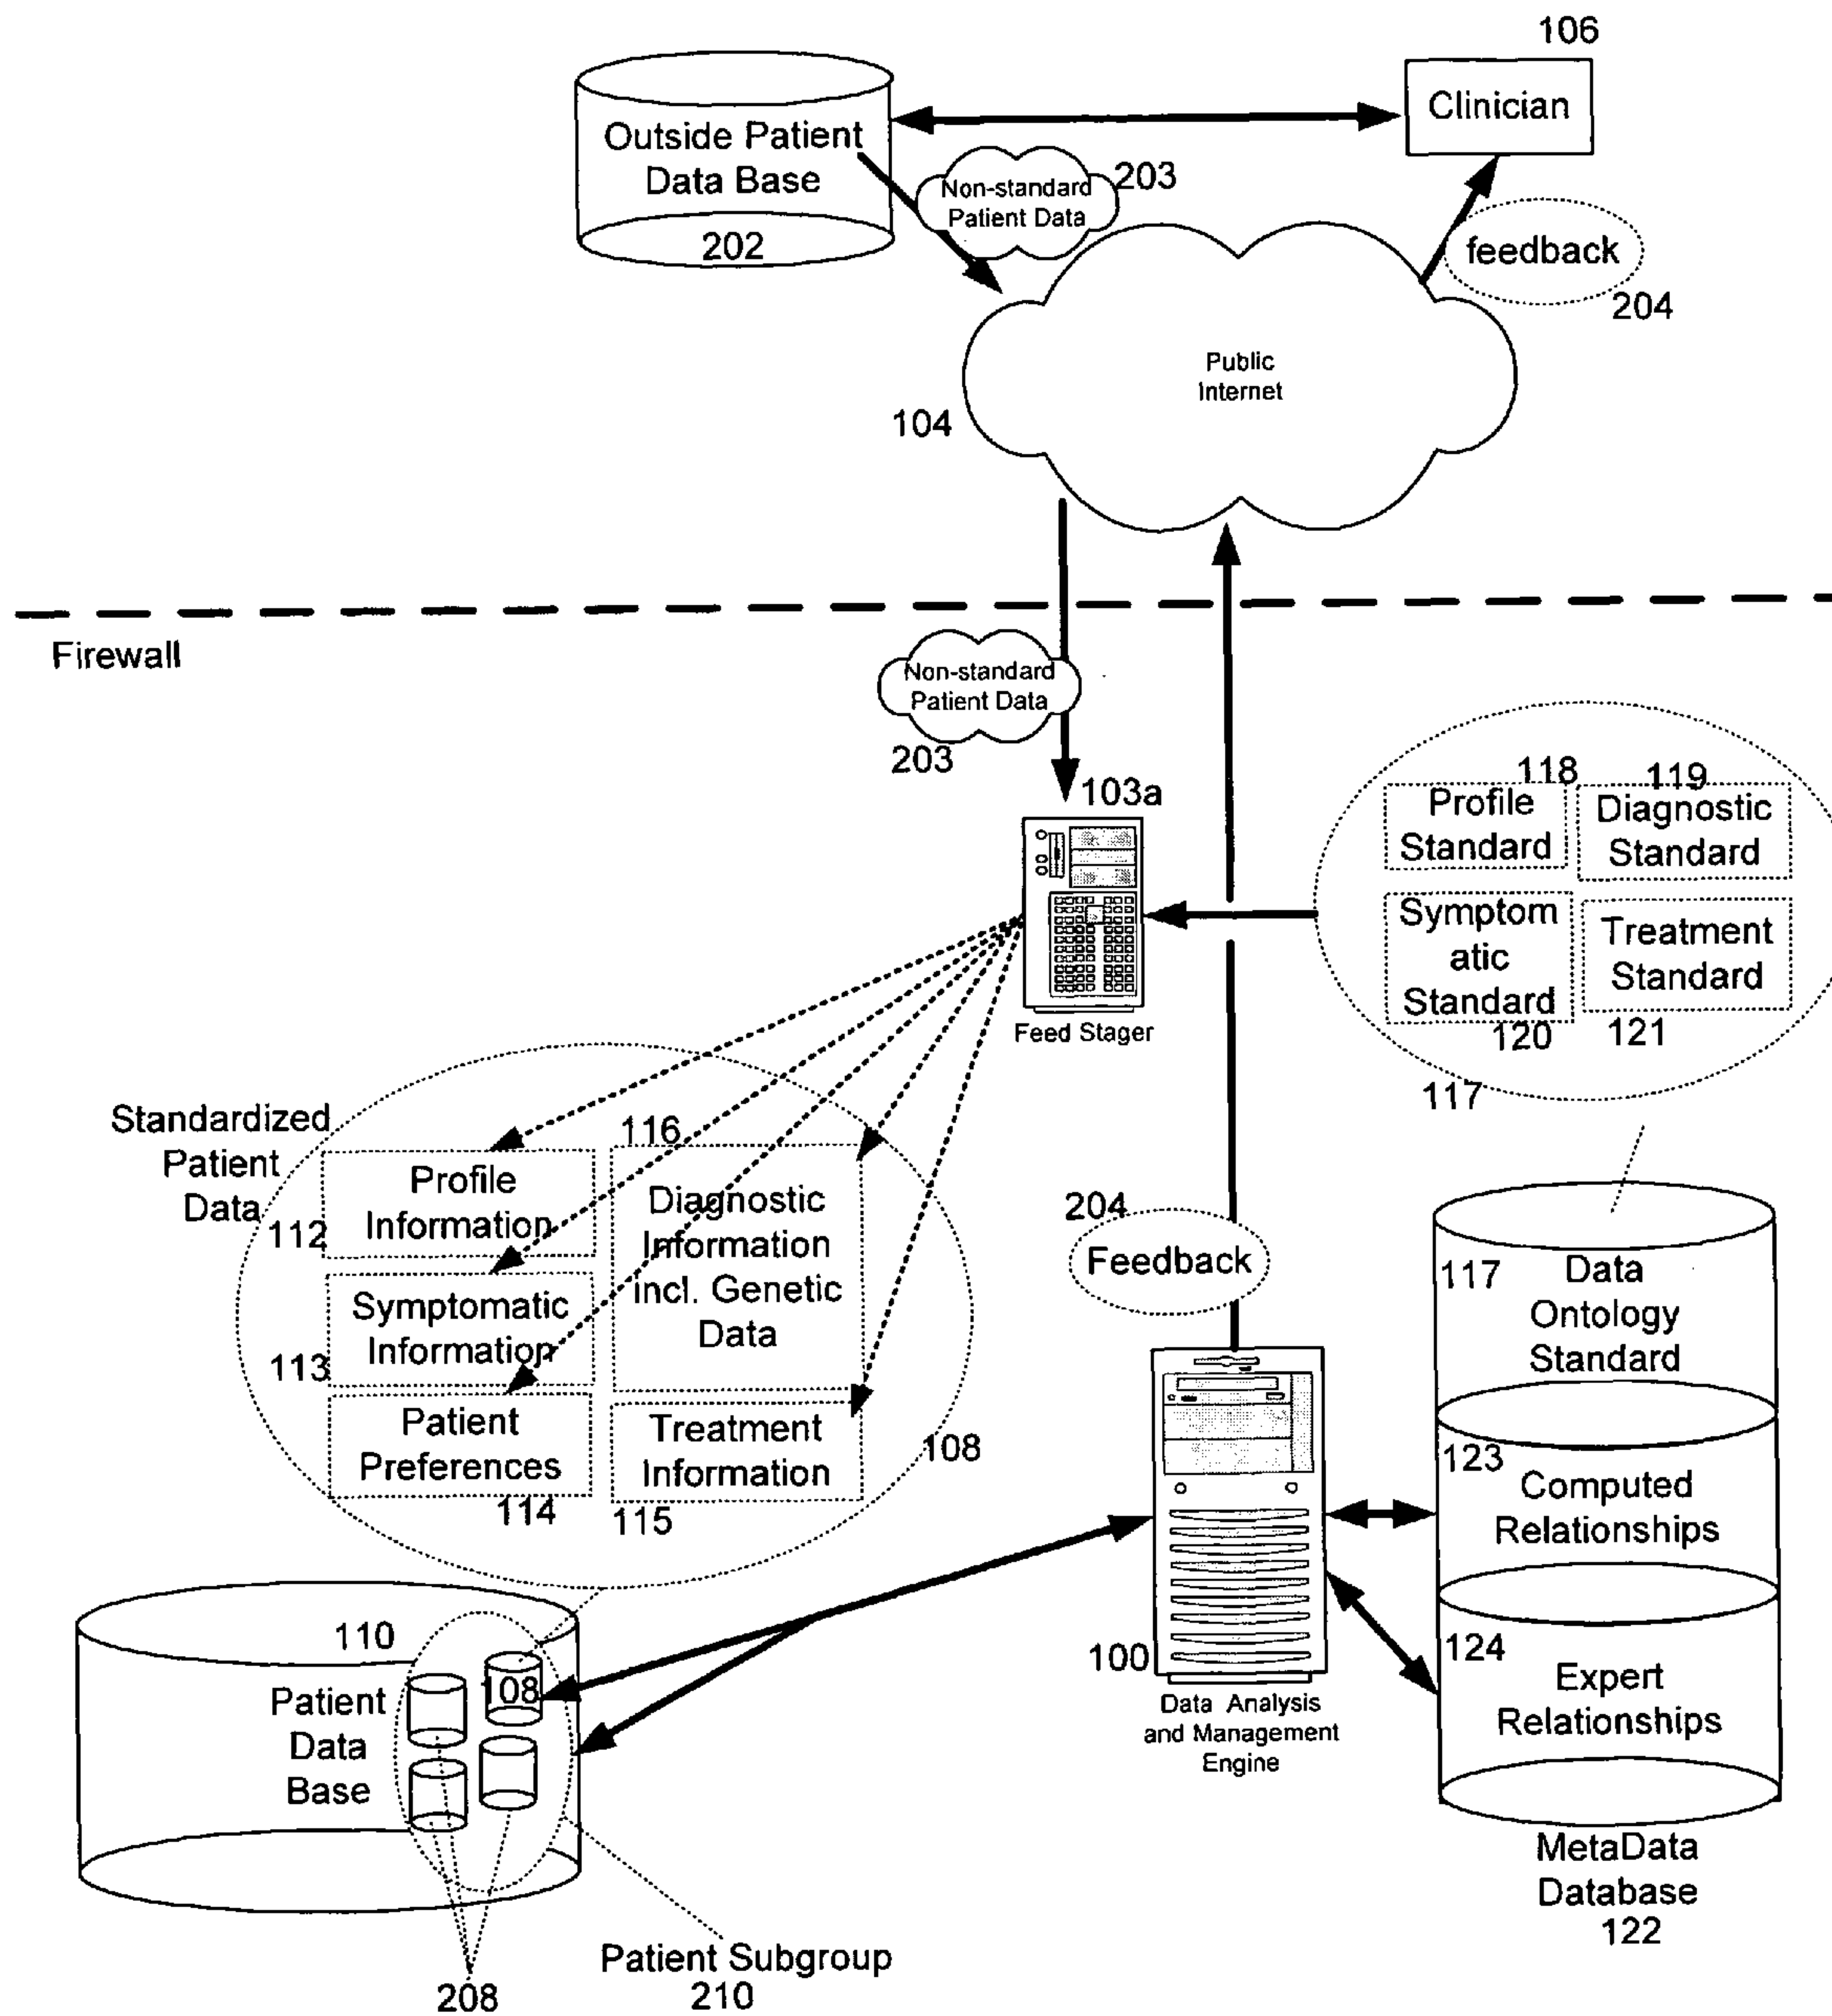 106
Clinician
Outside Patient
Data Base
202
Non-standard
Patient Data
203
feedback
204
Public
Internet
104
Firewall
Non-standard
Patient Data
203
103a
Feed Stager
118
Profile
Standard
119
Diagnostic
Standard
Symptom
atic
Standard
120
Treatment
Standard
121
117
Standardized
Patient
Data
116
Profile
Information
112
Diagnostic
Information
incl. Genetic
Data
Symptomatic
Information
113
Patient
Preferences
114
Treatment
Information
115
108
204
Feedback
117
Data
Ontology
Standard
123
Computed
Relationships
124
Expert
Relationships
MetaData
Database
122
100
Data Analysis
and Management
Engine
110
Patient
Data
Base
108
208
Patient Subgroup
210